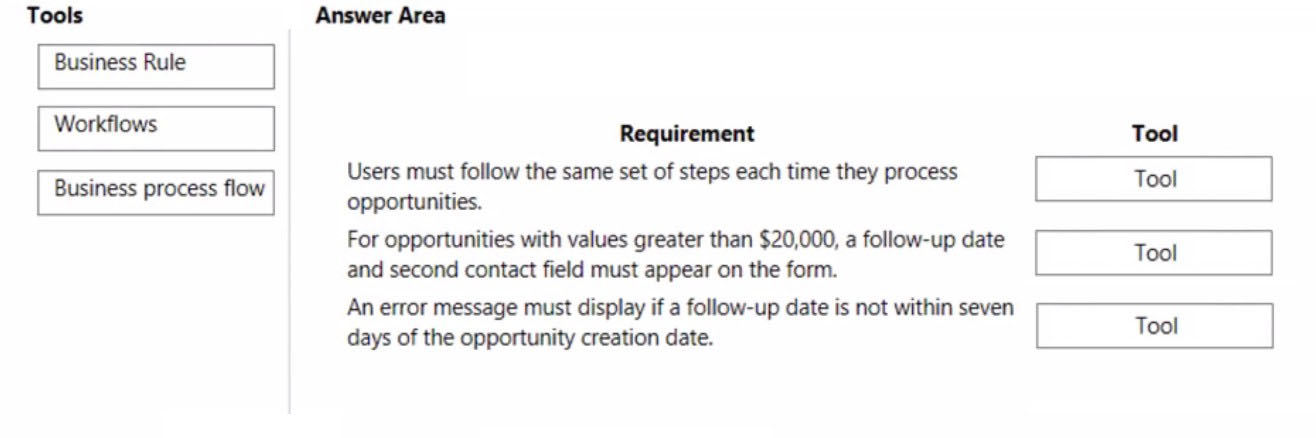 Tools
Answer Area
Business Rule
Workflows
Business process flow
Requirement
Tool
Users must follow the same set of steps each time they process
opportunities.
Tool
For opportunities with values greater than $20,000, a follow-up date
and second contact field must appear on the form.
Tool
An error message must display if a follow-up date is not within seven
days of the opportunity creation date.
Tool